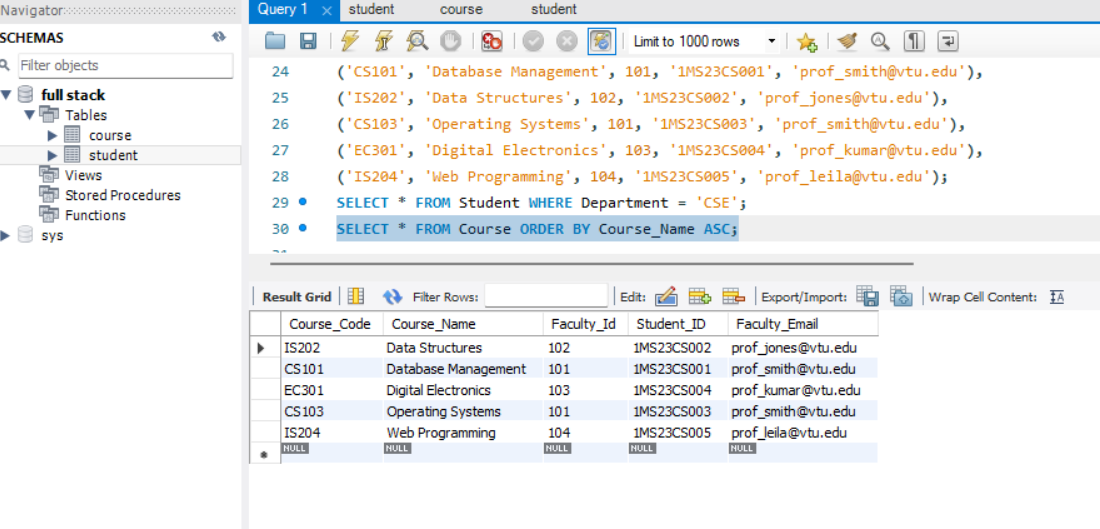 Navigator
SCHEMAS
Filter objects
full stack
Tables
course
student
Views
Stored Procedures
Functions
sys
Query 1 student course student
Limit to 1000 rows
24 ('CS101', 'Database Management', 101, '1MS23CS001', 'prof_smith@vtu.edu'),
25 ('IS202', 'Data Structures', 102, '1MS23CS002', 'prof_jones@vtu.edu'),
26 ('CS103', 'Operating Systems', 101, '1MS23CS003', 'prof_smith@vtu.edu'),
27 ('EC301', 'Digital Electronics', 103, '1MS23CS004', 'prof_kumar@vtu.edu'),
28 ('IS204', 'Web Programming', 104, '1MS23CS005', 'prof_leila@vtu.edu');
29 SELECT * FROM Student WHERE Department = 'CSE';
30 SELECT * FROM Course ORDER BY Course_Name ASC;
Result Grid Filter Rows: Edit: Export/Import: Wrap Cell Content:
Course_Code Course_Name Faculty_Id Student_ID Faculty_Email
IS202 Data Structures 102 1MS23CS002 prof_jones@vtu.edu
CS101 Database Management 101 1MS23CS001 prof_smith@vtu.edu
EC301 Digital Electronics 103 1MS23CS004 prof_kumar@vtu.edu
CS103 Operating Systems 101 1MS23CS003 prof_smith@vtu.edu
IS204 Web Programming 104 1MS23CS005 prof_leila@vtu.edu
NULL NULL NULL NULL NULL